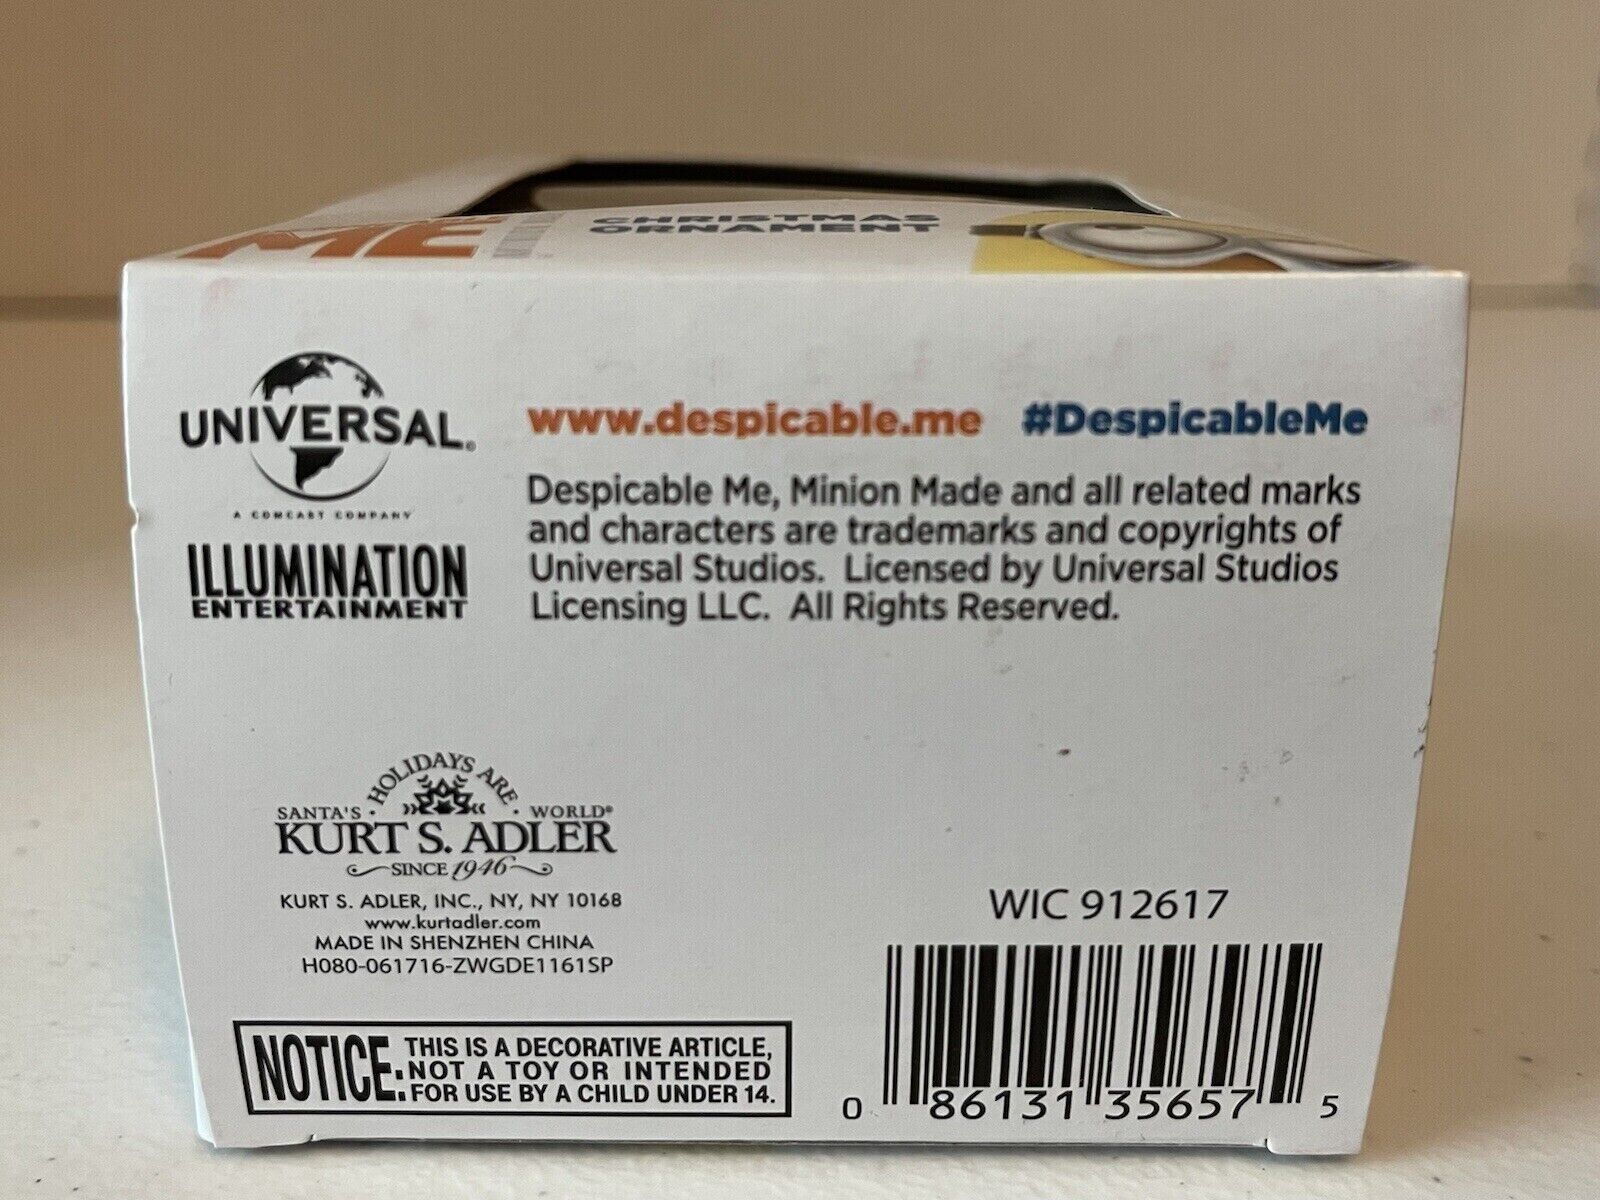 ME
CHRISTMAS
ORNAMENT
UNIVERSAL®
A COMCAST COMPANY
ILLUMINATION
ENTERTAINMENT
www.despicable.me #DespicableMe
Despicable Me, Minion Made and all related marks
and characters are trademarks and copyrights of
Universal Studios. Licensed by Universal Studios
Licensing LLC. All Rights Reserved.
SANTA'S · HOLIDAYS ARE · WORLD®
KURT S. ADLER
SINCE 1946
KURT S. ADLER, INC., NY, NY 10168
www.kurtadler.com
MADE IN SHENZHEN CHINA
H080-061716-ZWGDE1161SP
NOTICE: THIS IS A DECORATIVE ARTICLE,
NOT A TOY OR INTENDED
FOR USE BY A CHILD UNDER 14.
WIC 912617
0 86131 35657 5